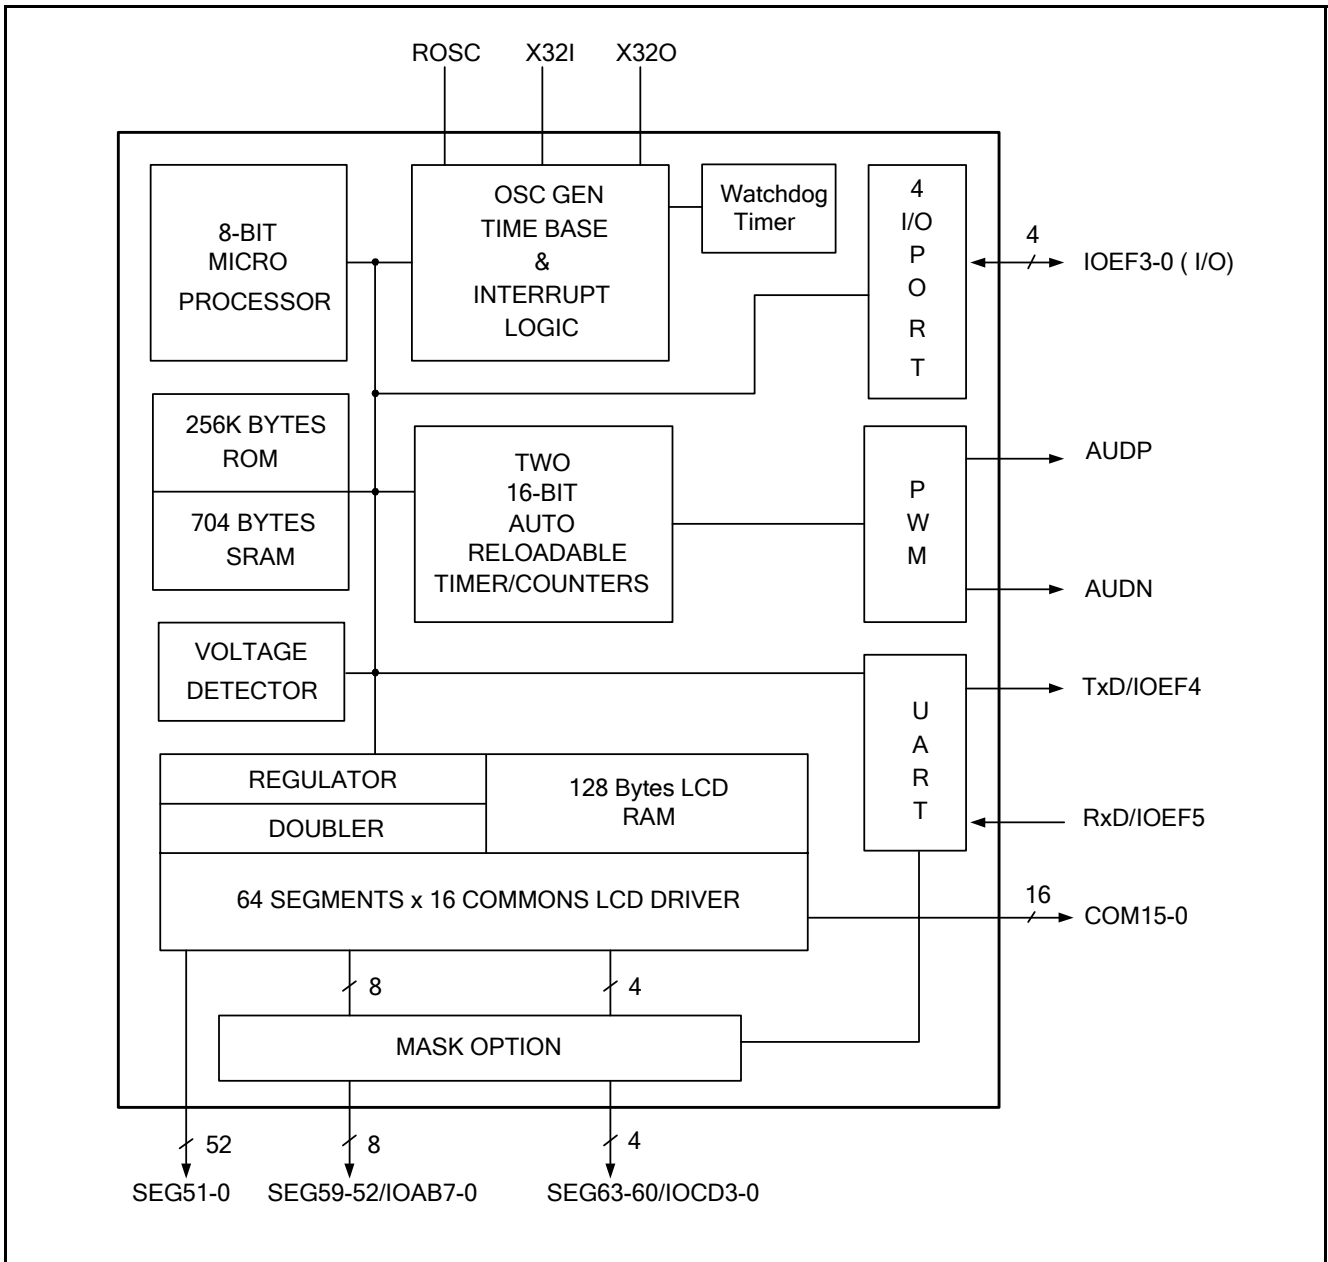 ROSC X32I X32O
8-BIT
MICRO
PROCESSOR
OSC GEN
TIME BASE
&
INTERRUPT
LOGIC
Watchdog
Timer
4
I/O
P
O
R
T
4
IOEF3-0 ( I/O)
256K BYTES
ROM
704 BYTES
SRAM
TWO
16-BIT
AUTO
RELOADABLE
TIMER/COUNTERS
P
W
M
AUDP
AUDN
VOLTAGE
DETECTOR
U
A
R
T
TxD/IOEF4
RxD/IOEF5
REGULATOR
DOUBLER
128 Bytes LCD
RAM
64 SEGMENTS x 16 COMMONS LCD DRIVER
16
COM15-0
8
4
MASK OPTION
52
8
4
SEG51-0
SEG59-52/IOAB7-0
SEG63-60/IOCD3-0